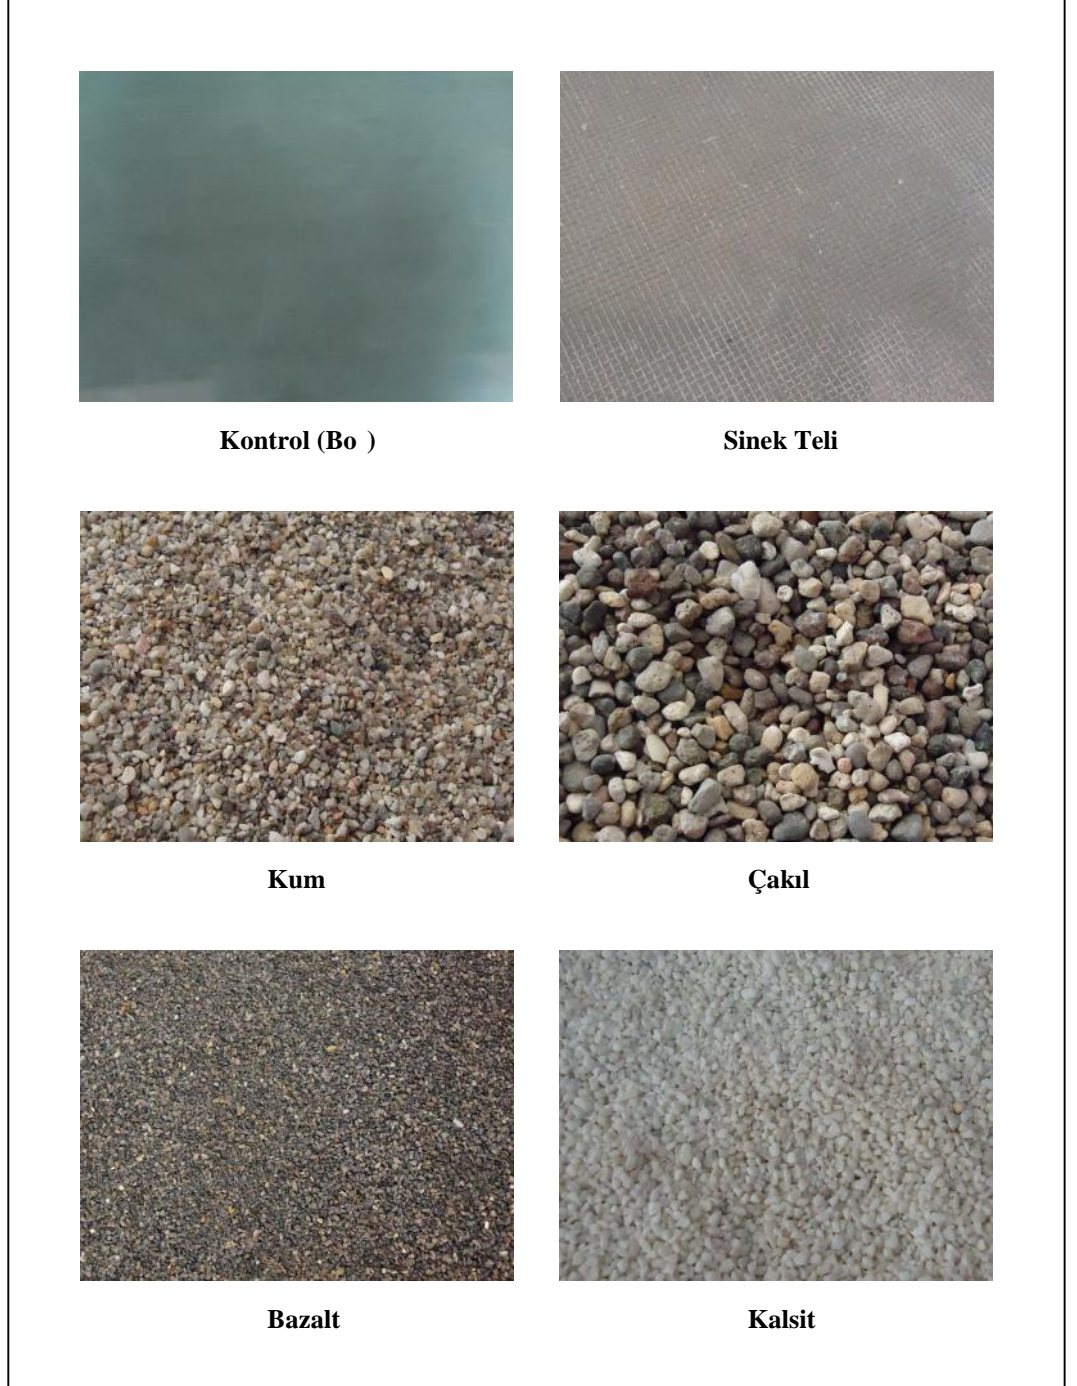 Kontrol (Bo )
Sinek Teli
Kum
Çakıl
Bazalt
Kalsit